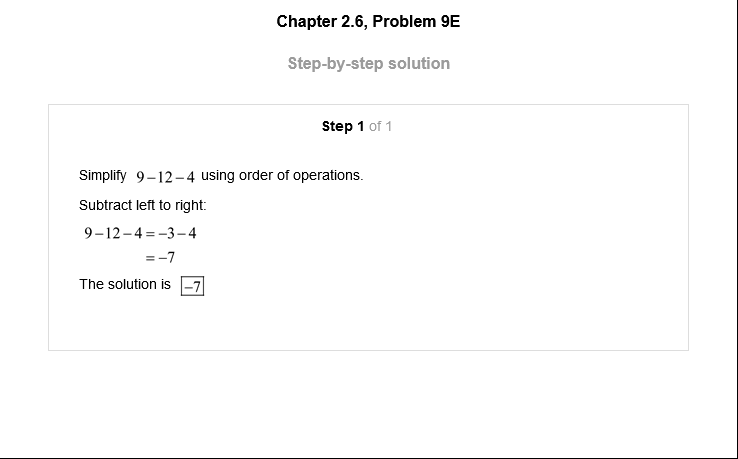 Chapter 2.6, Problem 9E
Step-by-step solution
Step 1 of 1
Simplify 9−12−4 using order of operations.
Subtract left to right:
9−12−4=−3−4
=−7
The solution is −7